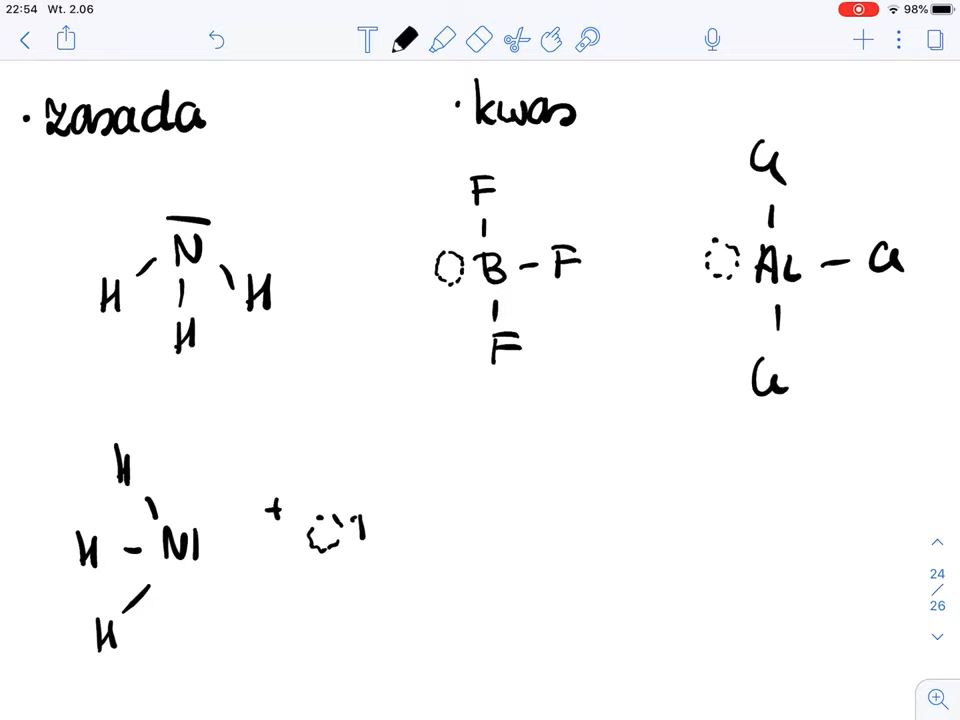 22:54 Wt. 2.06 98%
T
• zasada • kwas
Cl
F
N
B - F
Al - Cl
H H
H
F
Cl
H
+
H - N|
H
24
/
26